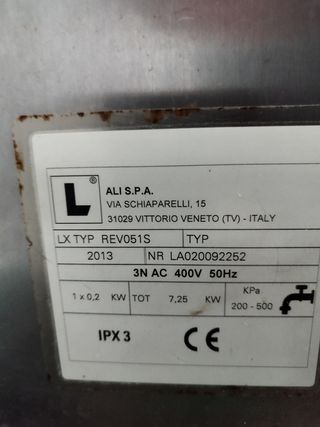 L ®
ALI S.P.A.
VIA SCHIAPARELLI, 15
31029 VITTORIO VENETO (TV) - ITALY
LX TYP REV051S TYP
2013 NR LA020092252
3N AC 400V 50Hz
1 x 0,2 KW TOT 7,25 KW KPa
200 - 500
IPX 3 CE